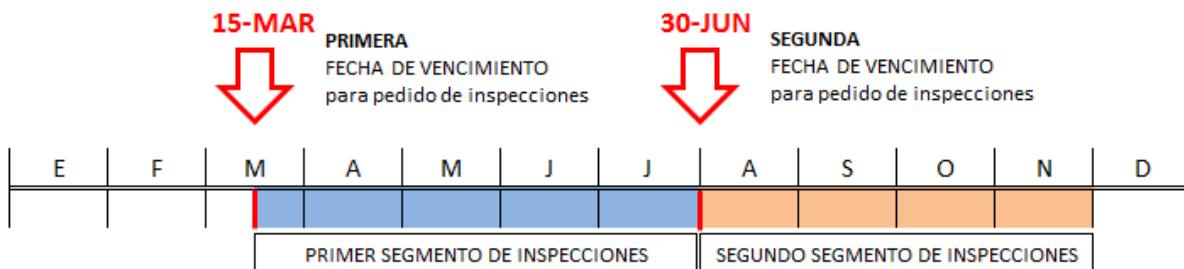 15-MAR
PRIMERA
FECHA DE VENCIMIENTO
para pedido de inspecciones
30-JUN
SEGUNDA
FECHA DE VENCIMIENTO
para pedido de inspecciones
E F M A M J J A S O N D
PRIMER SEGMENTO DE INSPECCIONES
SEGUNDO SEGMENTO DE INSPECCIONES